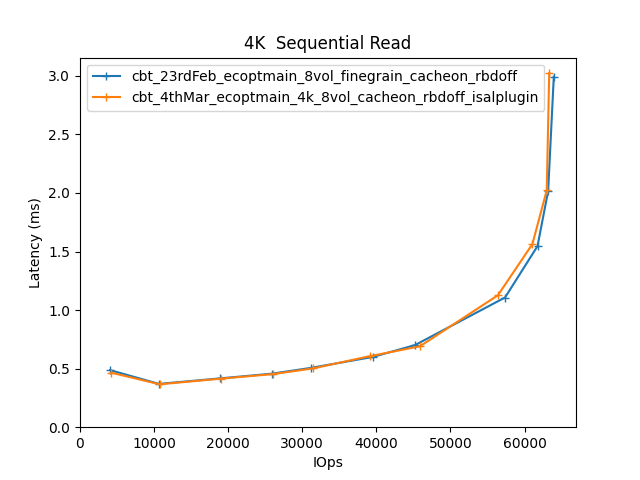 4K  Sequential Read
cbt_23rdFeb_ecoptmain_8vol_finegrain_cacheon_rbdoff
cbt_4thMar_ecoptmain_4k_8vol_cacheon_rbdoff_isalplugin
Latency (ms)
3.0
2.5
2.0
1.5
1.0
0.5
0.0
0 10000 20000 30000 40000 50000 60000
IOps